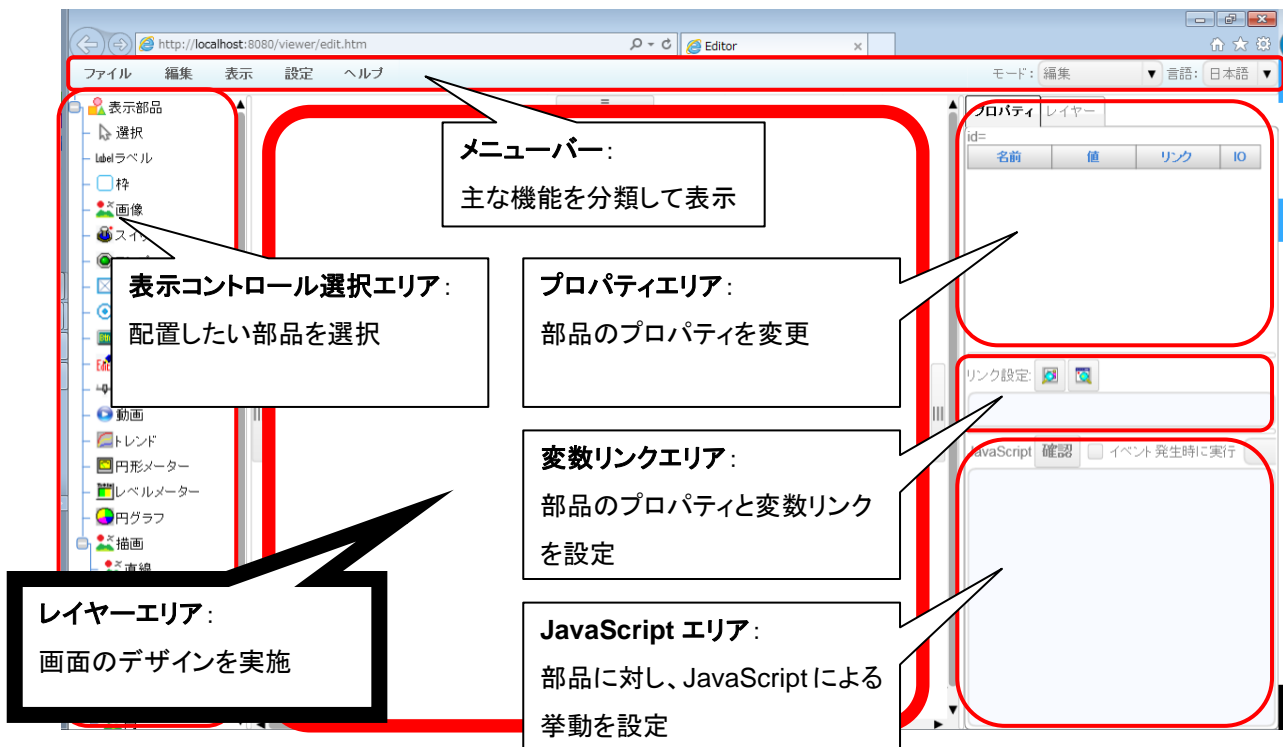 http://localhost:8080/viewer/edit.htm
Editor
ファイル 編集 表示 設定 ヘルプ モード: 編集 言語: 日本語
表示部品
選択
Label ラベル
枠
画像
動画
トレンド
円形メーター
レベルメーター
円グラフ
描画
直線
メニューバー:
主な機能を分類して表示
表示コントロール選択エリア:
配置したい部品を選択
プロパティエリア:
部品のプロパティを変更
変数リンクエリア:
部品のプロパティと変数リンク
を設定
レイヤーエリア:
画面のデザインを実施
JavaScript エリア:
部品に対し、JavaScript による
挙動を設定
プロパティ レイヤー
id=
名前 値 リンク IO
リンク設定:
JavaScript 確認 イベント発生時に実行